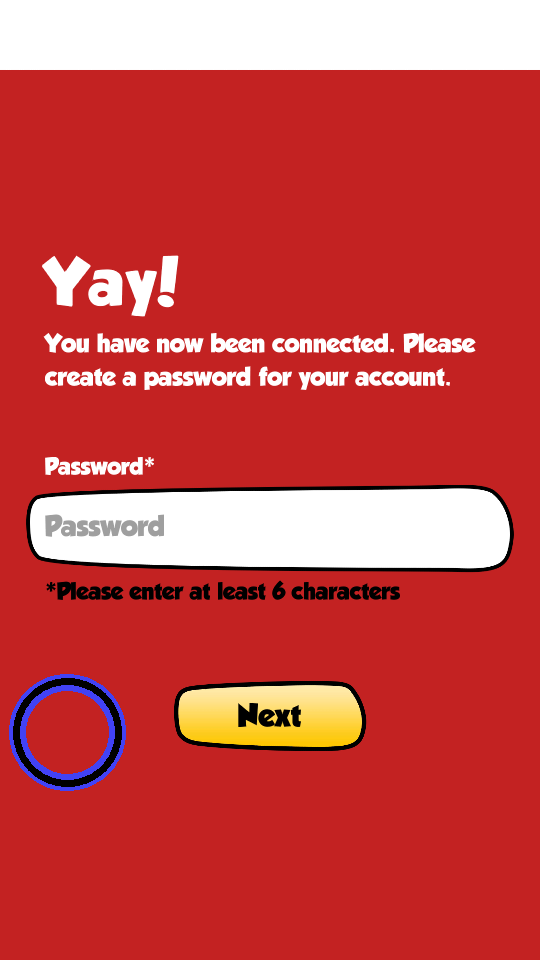 Yay!
You have now been connected. Please
create a password for your account.
Password*
Password
*Please enter at least 6 characters
Next